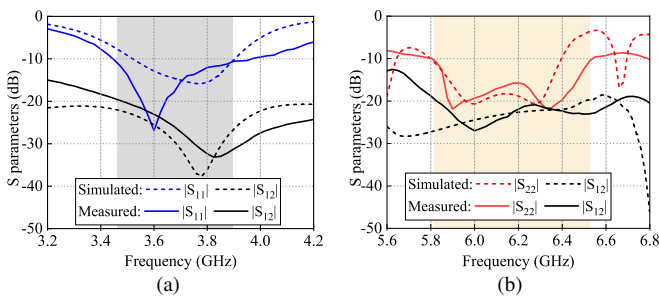 0
-10
-20
-30
-40
-50
S parameters (dB)
Simulated: |S₁₁| |S₁₂|
Measured: |S₁₁| |S₁₂|
3.2 3.4 3.6 3.8 4.0 4.2
Frequency (GHz)
(a)
0
-10
-20
-30
-40
-50
S parameters (dB)
Simulated: |S₂₂| |S₁₂|
Measured: |S₂₂| |S₁₂|
5.6 5.8 6.0 6.2 6.4 6.6 6.8
Frequency (GHz)
(b)